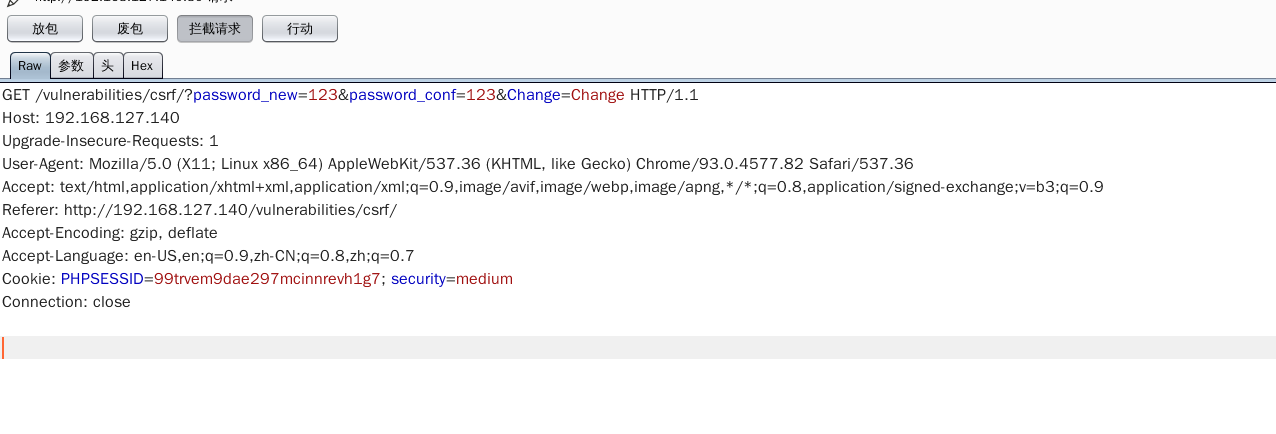 放包 废包 拦截请求 行动
Raw 参数 头 Hex
GET /vulnerabilities/csrf/?password_new=123&password_conf=123&Change=Change HTTP/1.1
Host: 192.168.127.140
Upgrade-Insecure-Requests: 1
User-Agent: Mozilla/5.0 (X11; Linux x86_64) AppleWebKit/537.36 (KHTML, like Gecko) Chrome/93.0.4577.82 Safari/537.36
Accept: text/html,application/xhtml+xml,application/xml;q=0.9,image/avif,image/webp,image/apng,*/*;q=0.8,application/signed-exchange;v=b3;q=0.9
Referer: http://192.168.127.140/vulnerabilities/csrf/
Accept-Encoding: gzip, deflate
Accept-Language: en-US,en;q=0.9,zh-CN;q=0.8,zh;q=0.7
Cookie: PHPSESSID=99trvem9dae297mcinnrevh1g7; security=medium
Connection: close